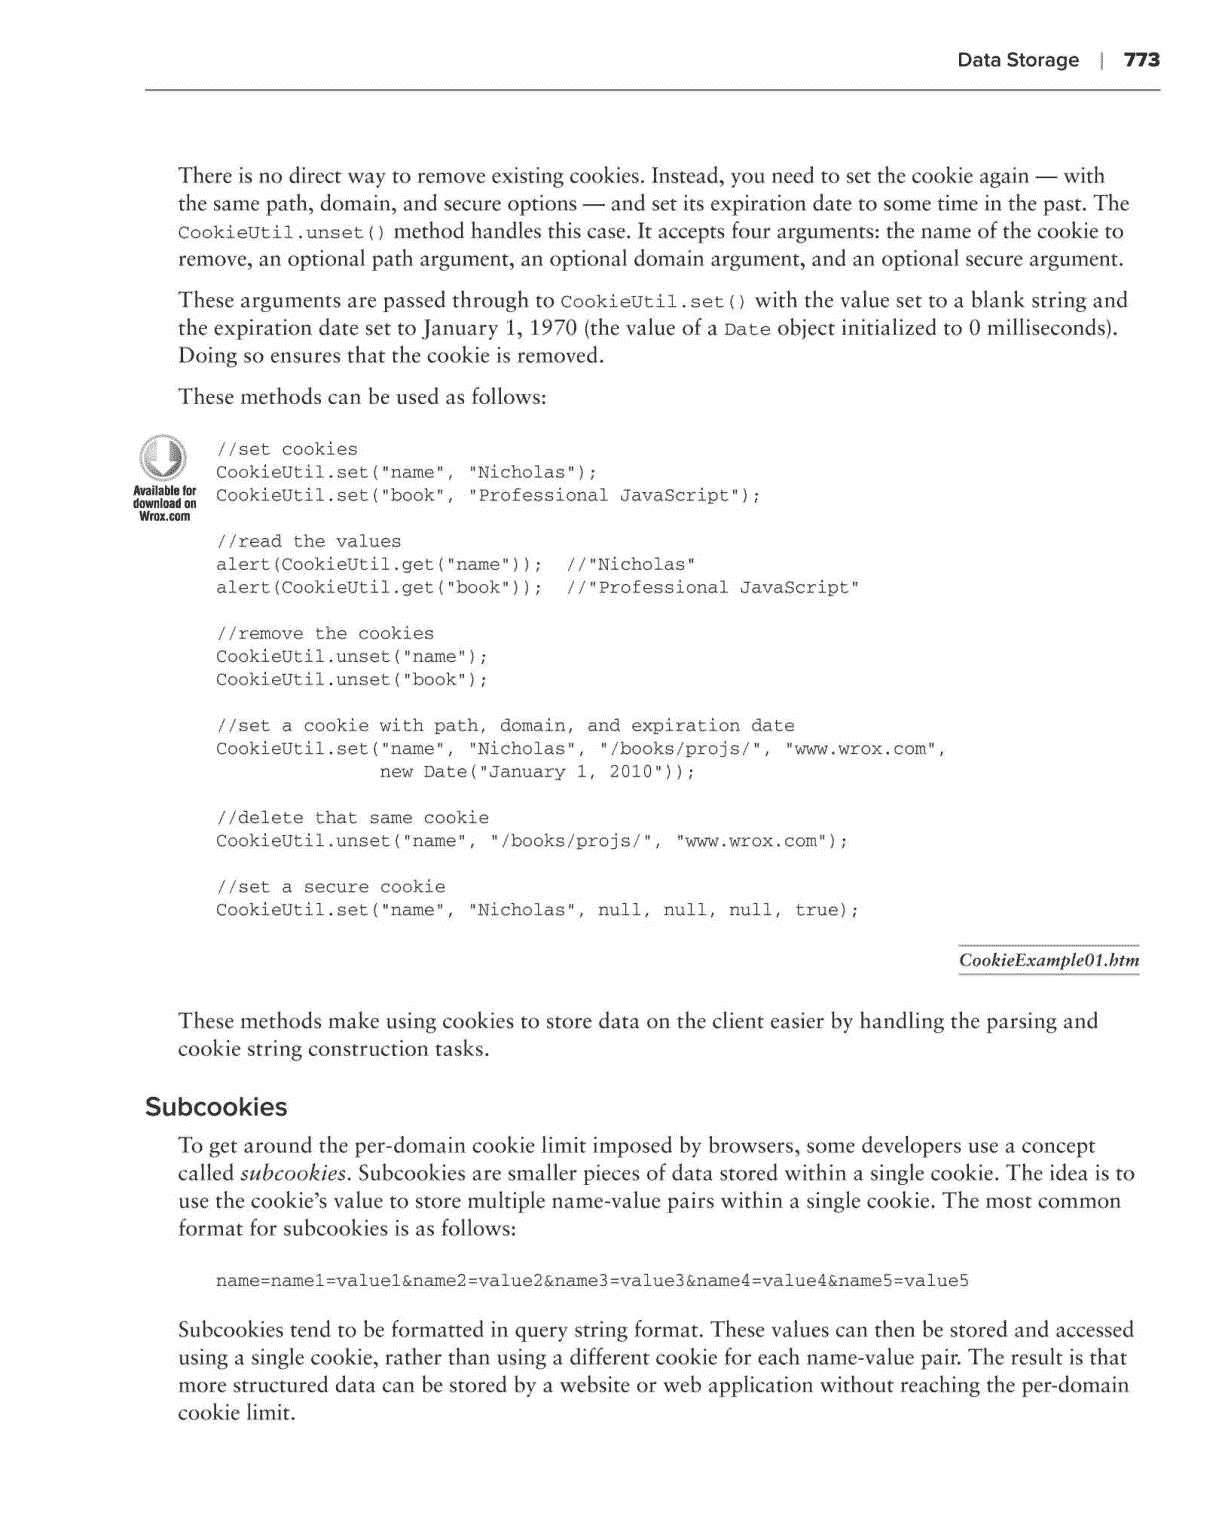 Data Storage | 773
There is no direct way to remove existing cookies. Instead, you need to set the cookie again — with
the same path, domain, and secure options — and set its expiration date to some time in the past. The
CookieUtil.unset() method handles this case. It accepts four arguments: the name of the cookie to
remove, an optional path argument, an optional domain argument, and an optional secure argument.
These arguments are passed through to CookieUtil.set() with the value set to a blank string and
the expiration date set to January 1, 1970 (the value of a Date object initialized to 0 milliseconds).
Doing so ensures that the cookie is removed.
These methods can be used as follows:
Available for
download on
Wrox.com
//set cookies
CookieUtil.set("name", "Nicholas");
CookieUtil.set("book", "Professional JavaScript");
//read the values
alert(CookieUtil.get("name"));  //"Nicholas"
alert(CookieUtil.get("book"));  //"Professional JavaScript"
//remove the cookies
CookieUtil.unset("name");
CookieUtil.unset("book");
//set a cookie with path, domain, and expiration date
CookieUtil.set("name", "Nicholas", "/books/projs/", "www.wrox.com",
new Date("January 1, 2010"));
//delete that same cookie
CookieUtil.unset("name", "/books/projs/", "www.wrox.com");
//set a secure cookie
CookieUtil.set("name", "Nicholas", null, null, null, true);
CookieExample01.htm
These methods make using cookies to store data on the client easier by handling the parsing and
cookie string construction tasks.
Subcookies
To get around the per-domain cookie limit imposed by browsers, some developers use a concept
called subcookies. Subcookies are smaller pieces of data stored within a single cookie. The idea is to
use the cookie's value to store multiple name-value pairs within a single cookie. The most common
format for subcookies is as follows:
name=name1=value1&name2=value2&name3=value3&name4=value4&name5=value5
Subcookies tend to be formatted in query string format. These values can then be stored and accessed
using a single cookie, rather than using a different cookie for each name-value pair. The result is that
more structured data can be stored by a website or web application without reaching the per-domain
cookie limit.